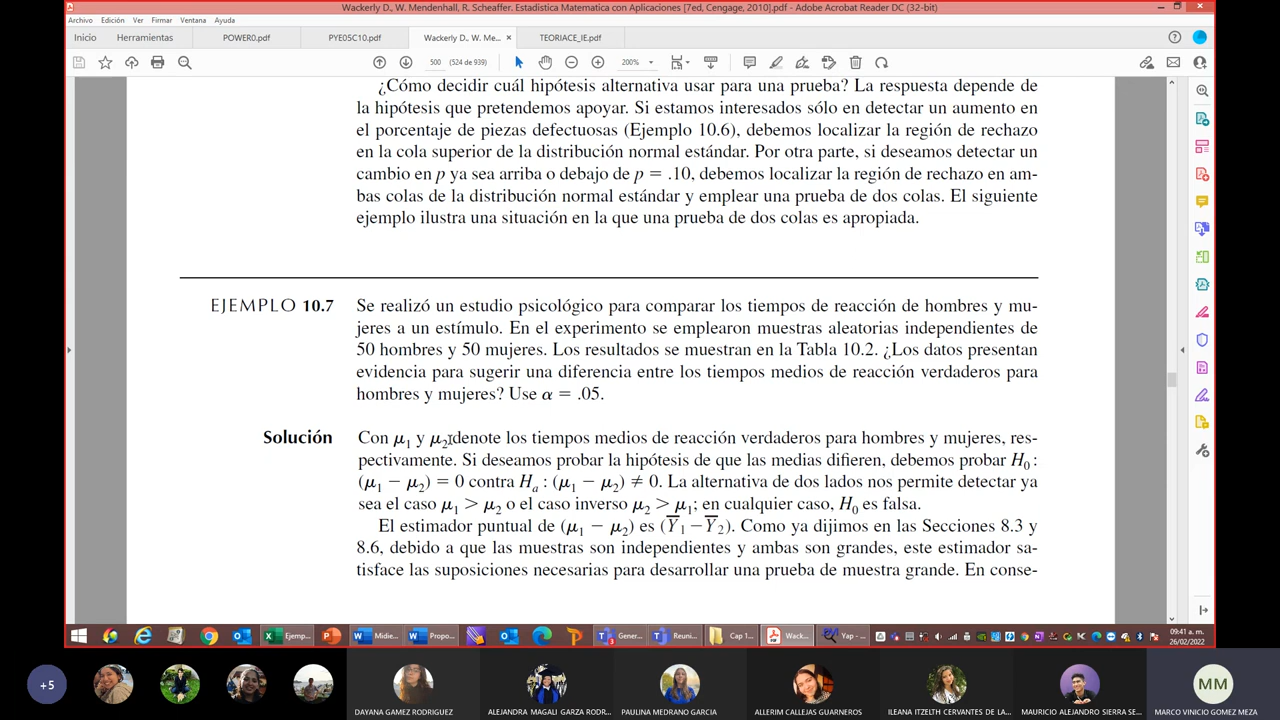 Wackerly D., W. Mendenhall, R. Scheaffer. Estadística Matematica con Aplicaciones [7ed, Cengage, 2010].pdf - Adobe Acrobat Reader DC (32-bit)
Archivo Edición Ver Firmar Ventana Ayuda
Inicio Herramientas POWER0.pdf PYE05C10.pdf Wackerly D., W. Me... × TEORIACE_IE.pdf
500 (524 de 939) 200%
¿Cómo decidir cuál hipótesis alternativa usar para una prueba? La respuesta depende de
la hipótesis que pretendemos apoyar. Si estamos interesados sólo en detectar un aumento
en el porcentaje de piezas defectuosas (Ejemplo 10.6), debemos localizar la región de rechazo
en la cola superior de la distribución normal estándar. Por otra parte, si deseamos detectar un
cambio en p ya sea arriba o debajo de p = .10, debemos localizar la región de rechazo en am-
bas colas de la distribución normal estándar y emplear una prueba de dos colas. El siguiente
ejemplo ilustra una situación en la que una prueba de dos colas es apropiada.
EJEMPLO 10.7 Se realizó un estudio psicológico para comparar los tiempos de reacción de hombres y mu-
jeres a un estímulo. En el experimento se emplearon muestras aleatorias independientes de
50 hombres y 50 mujeres. Los resultados se muestran en la Tabla 10.2. ¿Los datos presentan
evidencia para sugerir una diferencia entre los tiempos medios de reacción verdaderos para
hombres y mujeres? Use α = .05.
Solución Con μ₁ y μ₂ denote los tiempos medios de reacción verdaderos para hombres y mujeres, res-
pectivamente. Si deseamos probar la hipótesis de que las medias difieren, debemos probar H₀ :
(μ₁ − μ₂) = 0 contra Hₐ : (μ₁ − μ₂) ≠ 0. La alternativa de dos lados nos permite detectar ya
sea el caso μ₁ > μ₂ o el caso inverso μ₂ > μ₁; en cualquier caso, H₀ es falsa.
El estimador puntual de (μ₁ − μ₂) es (Y̅₁ − Y̅₂). Como ya dijimos en las Secciones 8.3 y
8.6, debido a que las muestras son independientes y ambas son grandes, este estimador sa-
tisface las suposiciones necesarias para desarrollar una prueba de muestra grande. En conse-
Ejemp... Midie... Propo... Gener... Reuni... Cap 1... Wack... Yap - ... 09:41 a. m.
26/02/2022
+5 DAYANA GAMEZ RODRIGUEZ ALEJANDRA MAGALI GARZA RODR... PAULINA MEDRANO GARCIA ALLERIM CALLEJAS GUARNEROS ILEANA ITZELTH CERVANTES DE LA... MAURICIO ALEJANDRO SIERRA SE... MM MARCO VINICIO GOMEZ MEZA